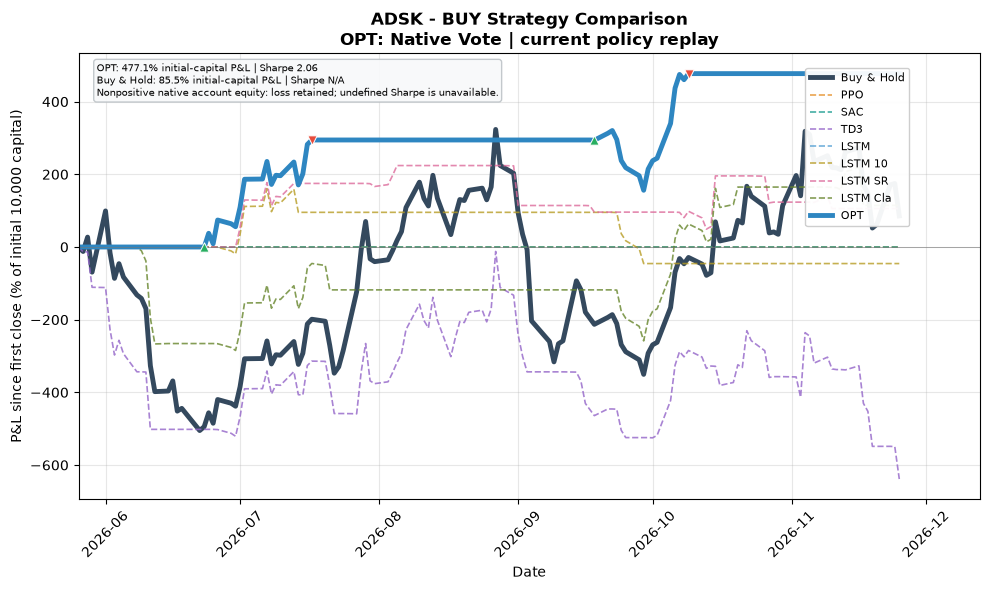 ADSK - BUY Strategy Comparison
OPT: Native Vote | current policy replay
OPT: 477.1% initial-capital P&L | Sharpe 2.06
Buy & Hold: 85.5% initial-capital P&L | Sharpe N/A
Nonpositive native account equity: loss retained; undefined Sharpe is unavailable.
Buy & Hold
PPO
SAC
TD3
LSTM
LSTM 10
LSTM SR
LSTM Cla
OPT
P&L since first close (% of initial 10,000 capital)
400
200
0
−200
−400
−600
2026-06
2026-07
2026-08
2026-09
2026-10
2026-11
2026-12
Date